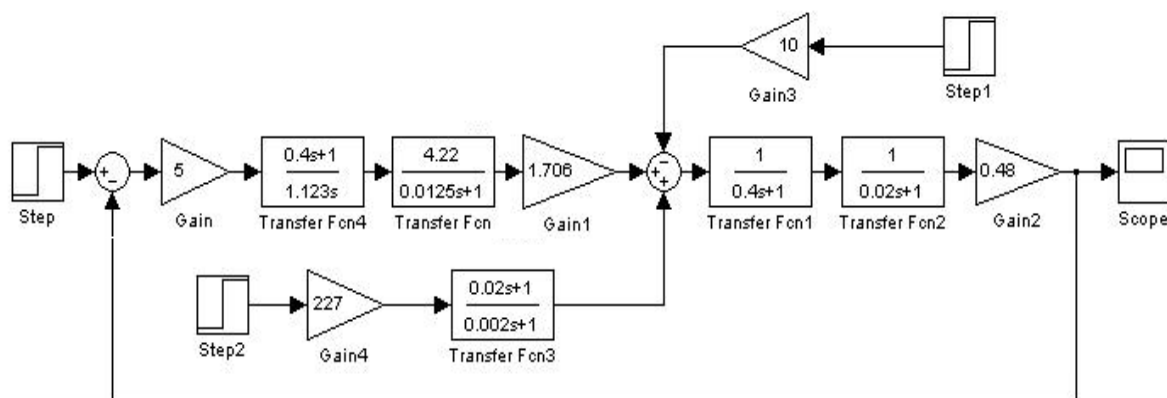 10
Gain3
Step1
+
−
−
+
+
Step
5
Gain
0.4s+1
1.123s
Transfer Fcn4
4.22
0.0125s+1
Transfer Fcn
1.706
Gain1
1
0.4s+1
Transfer Fcn1
1
0.02s+1
Transfer Fcn2
0.48
Gain2
Scope
Step2
227
Gain4
0.02s+1
0.002s+1
Transfer Fcn3